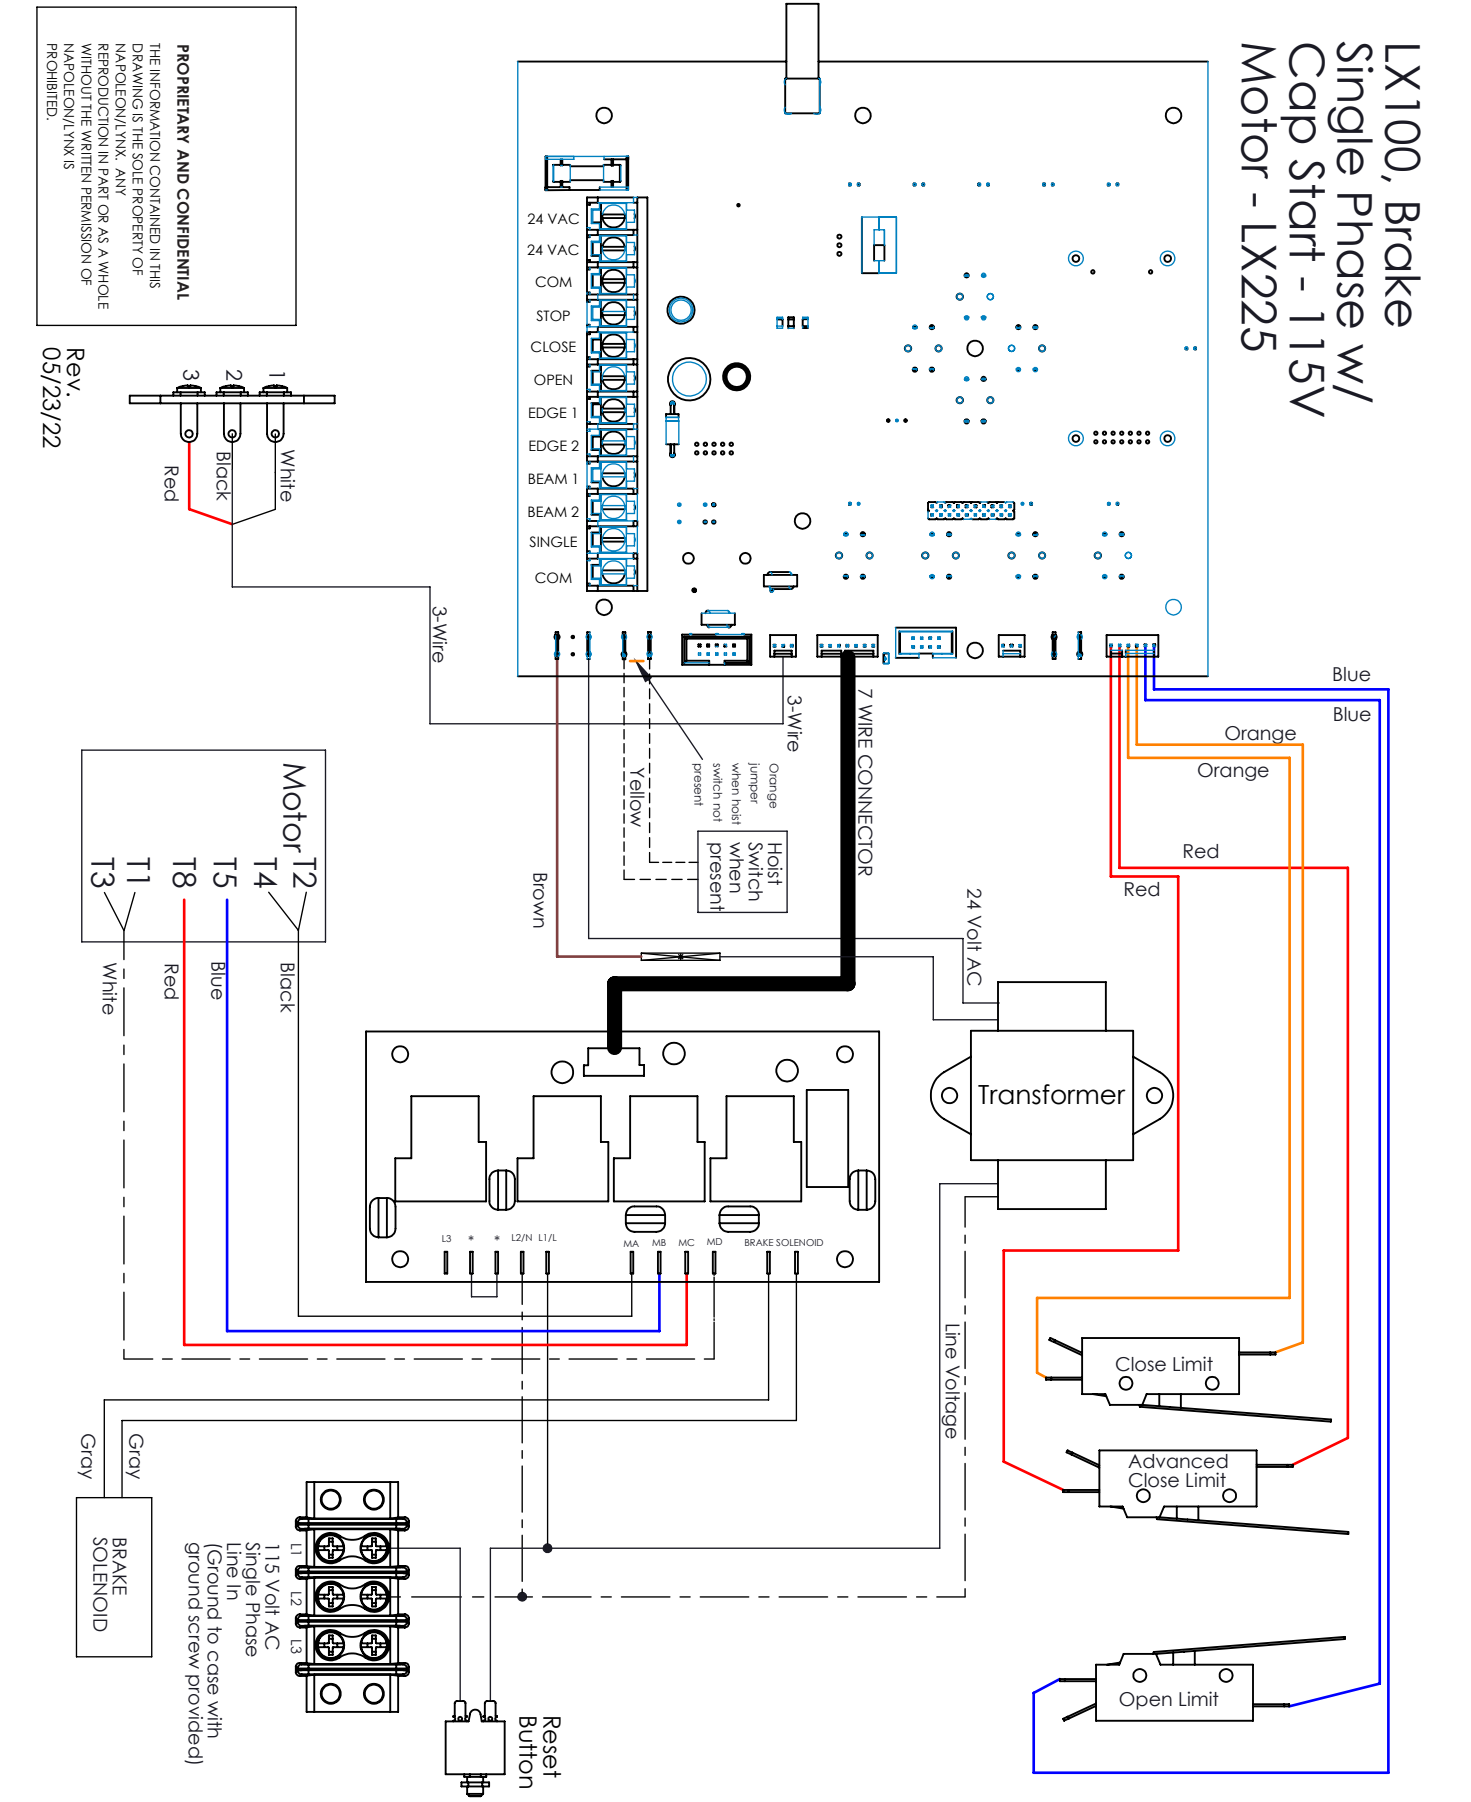 LX100, Brake
Single Phase w/
Cap Start - 115V
Motor - LX225
PROPRIETARY AND CONFIDENTIAL
THE INFORMATION CONTAINED IN THIS
DRAWING IS THE SOLE PROPERTY OF
NAPOLEON/LYNX. ANY
REPRODUCTION IN PART OR AS A WHOLE
WITHOUT THE WRITTEN PERMISSION OF
NAPOLEON/LYNX IS
PROHIBITED.
Rev.
05/23/22
24 VAC
24 VAC
COM
STOP
CLOSE
OPEN
EDGE 1
EDGE 2
BEAM 1
BEAM 2
SINGLE
COM
1
2
3
White
Black
Red
3-Wire
3-Wire
7 WIRE CONNECTOR
Orange
jumper
when hoist
switch not
present
Yellow
Hoist
Switch
when
present
Brown
24 Volt AC
Blue
Blue
Orange
Orange
Red
Red
Motor
T2
T4
T5
T8
T1
T3
Black
Blue
Red
White
Transformer
L3
*
*
L2/N
L1/L
MA
MB
MC
MD
BRAKE SOLENOID
Line Voltage
Close Limit
Advanced
Close Limit
Open Limit
Gray
Gray
BRAKE
SOLENOID
L1
L2
L3
115 Volt AC
Single Phase
Line In
(Ground to case with
ground screw provided)
Reset
Button